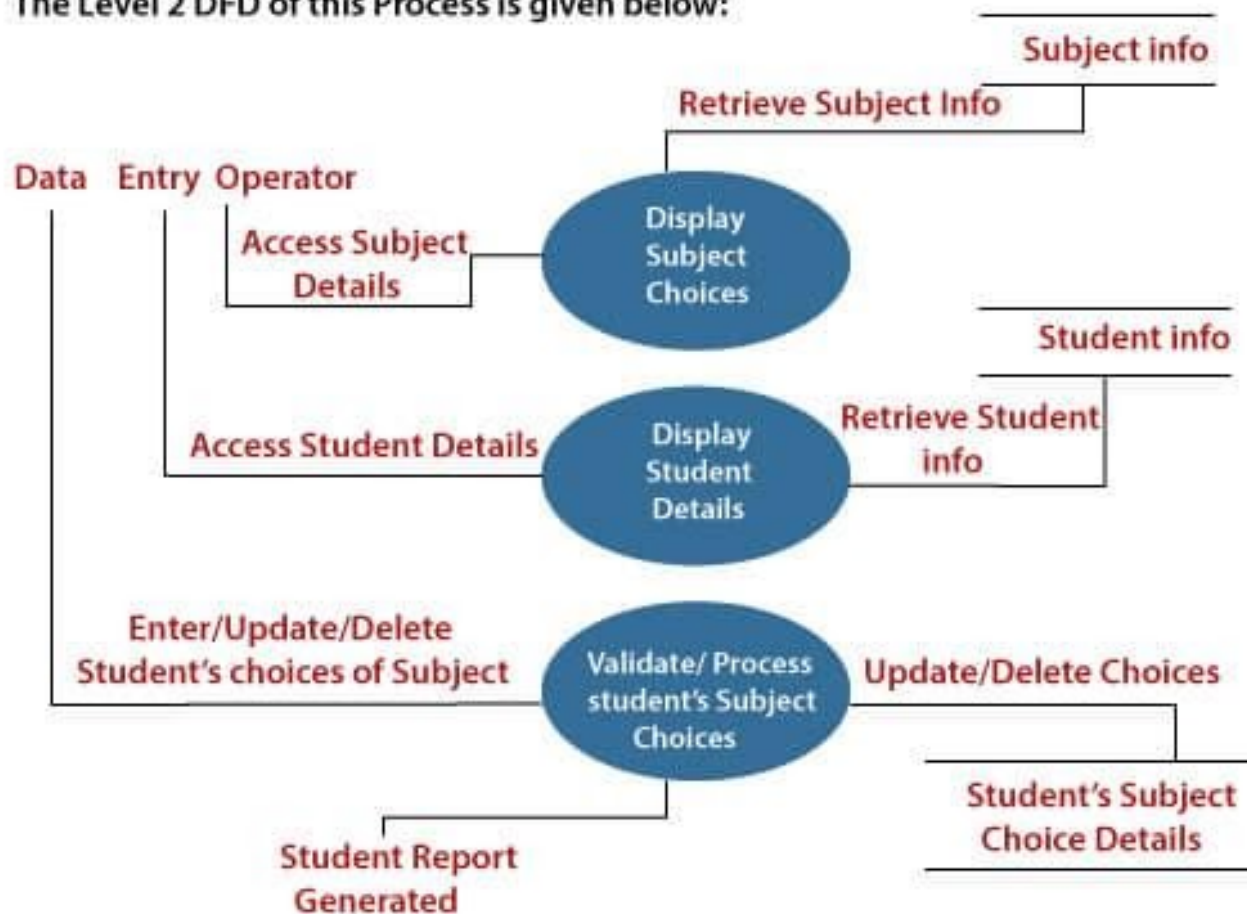 The Level 2 DFD of this Process is given below:
Subject info
Retrieve Subject Info
Data Entry Operator
Access Subject
Details
Display
Subject
Choices
Student info
Access Student Details
Display
Student
Details
Retrieve Student
info
Enter/Update/Delete
Student's choices of Subject
Validate/ Process
student's Subject
Choices
Update/Delete Choices
Student's Subject
Choice Details
Student Report
Generated